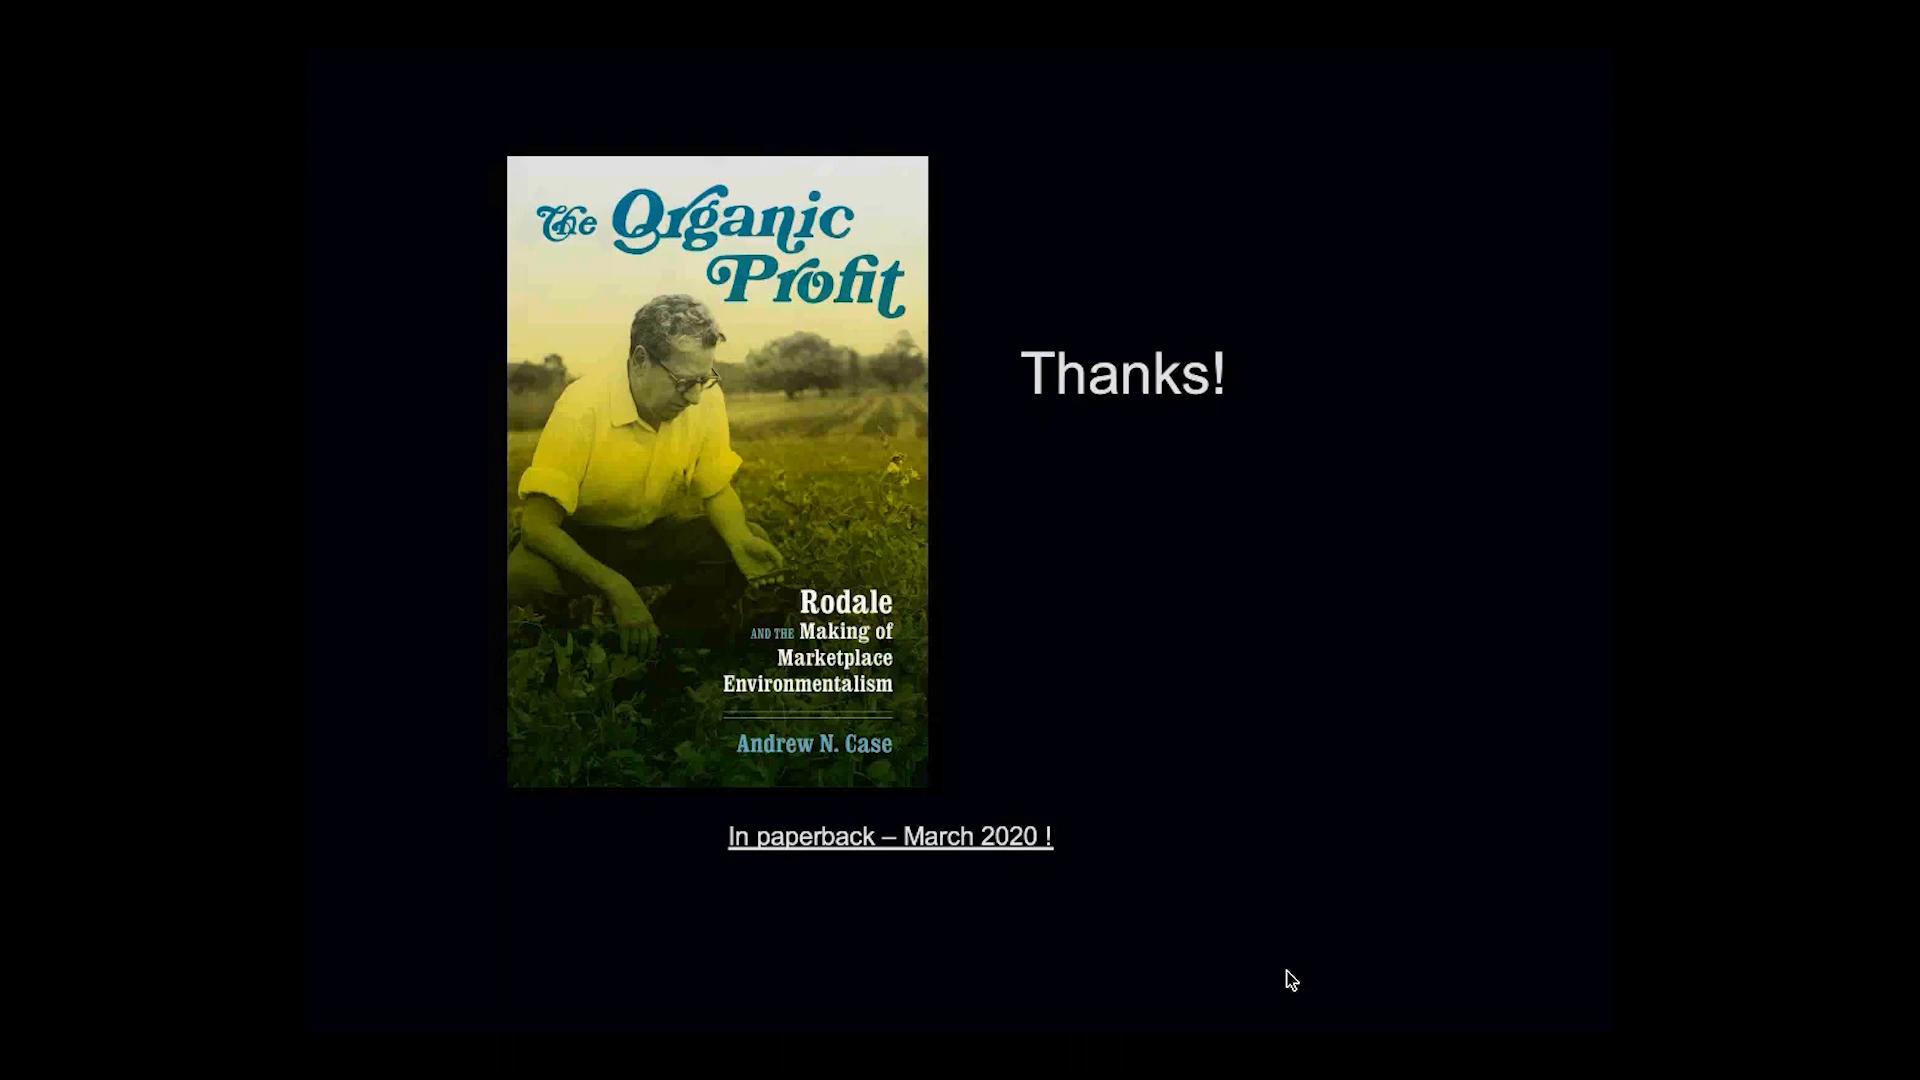 The Organic
Profit
Rodale
AND THE Making of
Marketplace
Environmentalism
Andrew N. Case
Thanks!
In paperback – March 2020 !